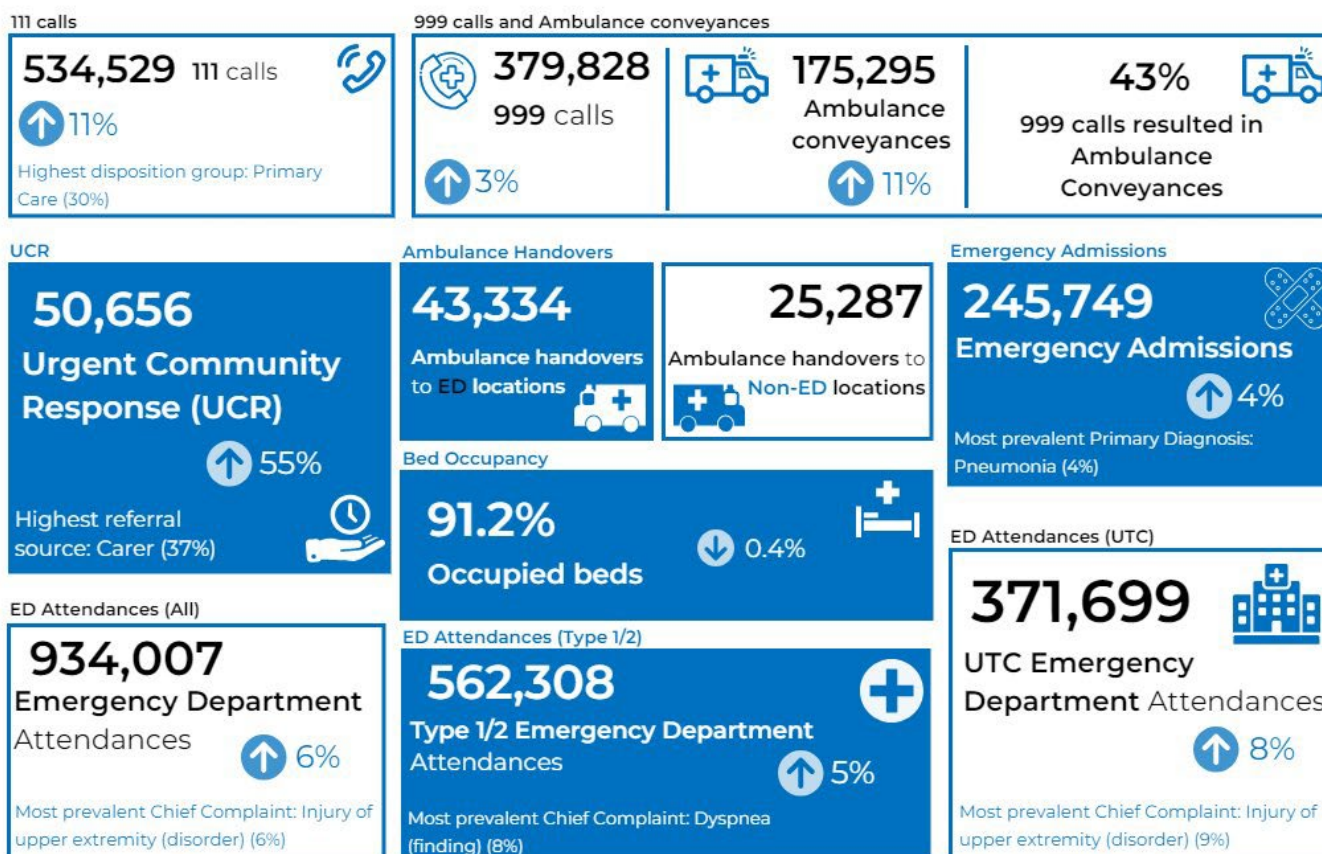 111 calls
534,529 111 calls
11%
Highest disposition group: Primary
Care (30%)
999 calls and Ambulance conveyances
379,828
999 calls
3%
175,295
Ambulance
conveyances
11%
43%
999 calls resulted in
Ambulance
Conveyances
UCR
50,656
Urgent Community
Response (UCR)
55%
Highest referral
source: Carer (37%)
Ambulance Handovers
43,334
Ambulance handovers
to ED locations
25,287
Ambulance handovers to
Non-ED locations
Emergency Admissions
245,749
Emergency Admissions
4%
Most prevalent Primary Diagnosis:
Pneumonia (4%)
Bed Occupancy
91.2%
Occupied beds
0.4%
ED Attendances (All)
934,007
Emergency Department
Attendances
6%
Most prevalent Chief Complaint: Injury of
upper extremity (disorder) (6%)
ED Attendances (Type 1/2)
562,308
Type 1/2 Emergency Department
Attendances
5%
Most prevalent Chief Complaint: Dyspnea
(finding) (8%)
ED Attendances (UTC)
371,699
UTC Emergency
Department Attendances
8%
Most prevalent Chief Complaint: Injury of
upper extremity (disorder) (9%)